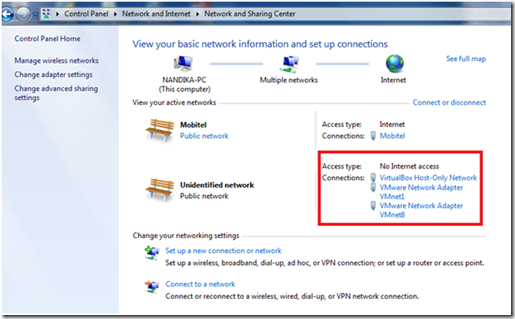 Control Panel ▸ Network and Internet ▸ Network and Sharing Center
Control Panel Home
Manage wireless networks
Change adapter settings
Change advanced sharing
settings
View your basic network information and set up connections
See full map
NANDIKA-PC
(This computer)
Multiple networks
Internet
View your active networks
Connect or disconnect
Mobitel
Public network
Access type: Internet
Connections: Mobitel
Unidentified network
Public network
Access type: No Internet access
Connections: VirtualBox Host-Only Network
VMware Network Adapter
VMnet1
VMware Network Adapter
VMnet8
Change your networking settings
Set up a new connection or network
Set up a wireless, broadband, dial-up, ad hoc, or VPN connection; or set up a router or access point.
Connect to a network
Connect or reconnect to a wireless, wired, dial-up, or VPN network connection.